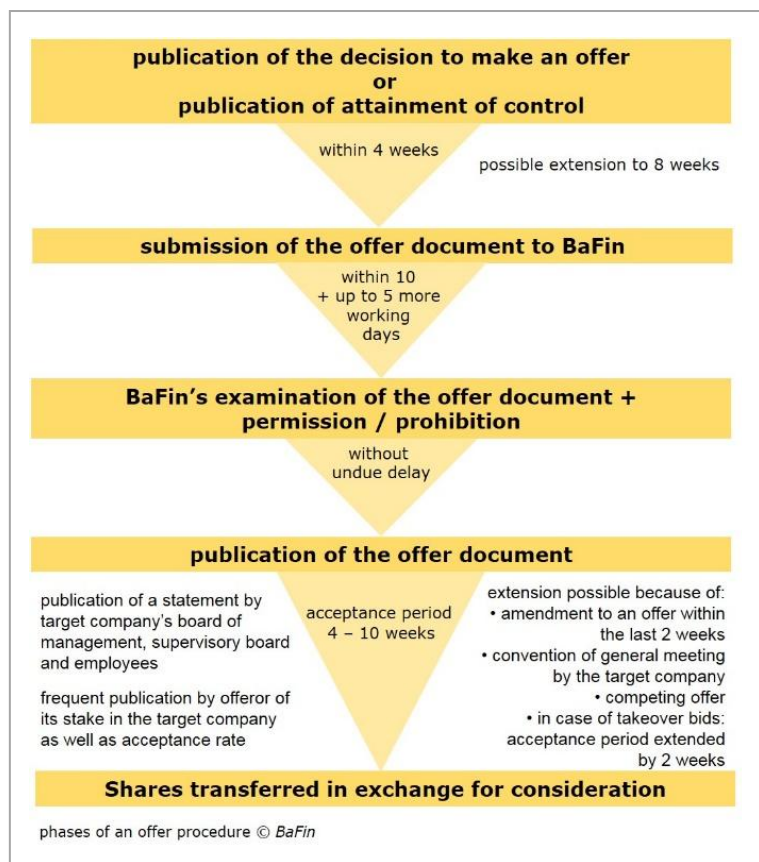 publication of the decision to make an offer
or
publication of attainment of control
within 4 weeks
possible extension to 8 weeks
submission of the offer document to BaFin
within 10
+ up to 5 more
working
days
BaFin's examination of the offer document +
permission / prohibition
without
undue delay
publication of the offer document
publication of a statement by
target company's board of
management, supervisory board
and employees
frequent publication by offeror of
its stake in the target company
as well as acceptance rate
acceptance period
4 – 10 weeks
extension possible because of:
• amendment to an offer within
the last 2 weeks
• convention of general meeting
by the target company
• competing offer
• in case of takeover bids:
acceptance period extended
by 2 weeks
Shares transferred in exchange for consideration
phases of an offer procedure © BaFin